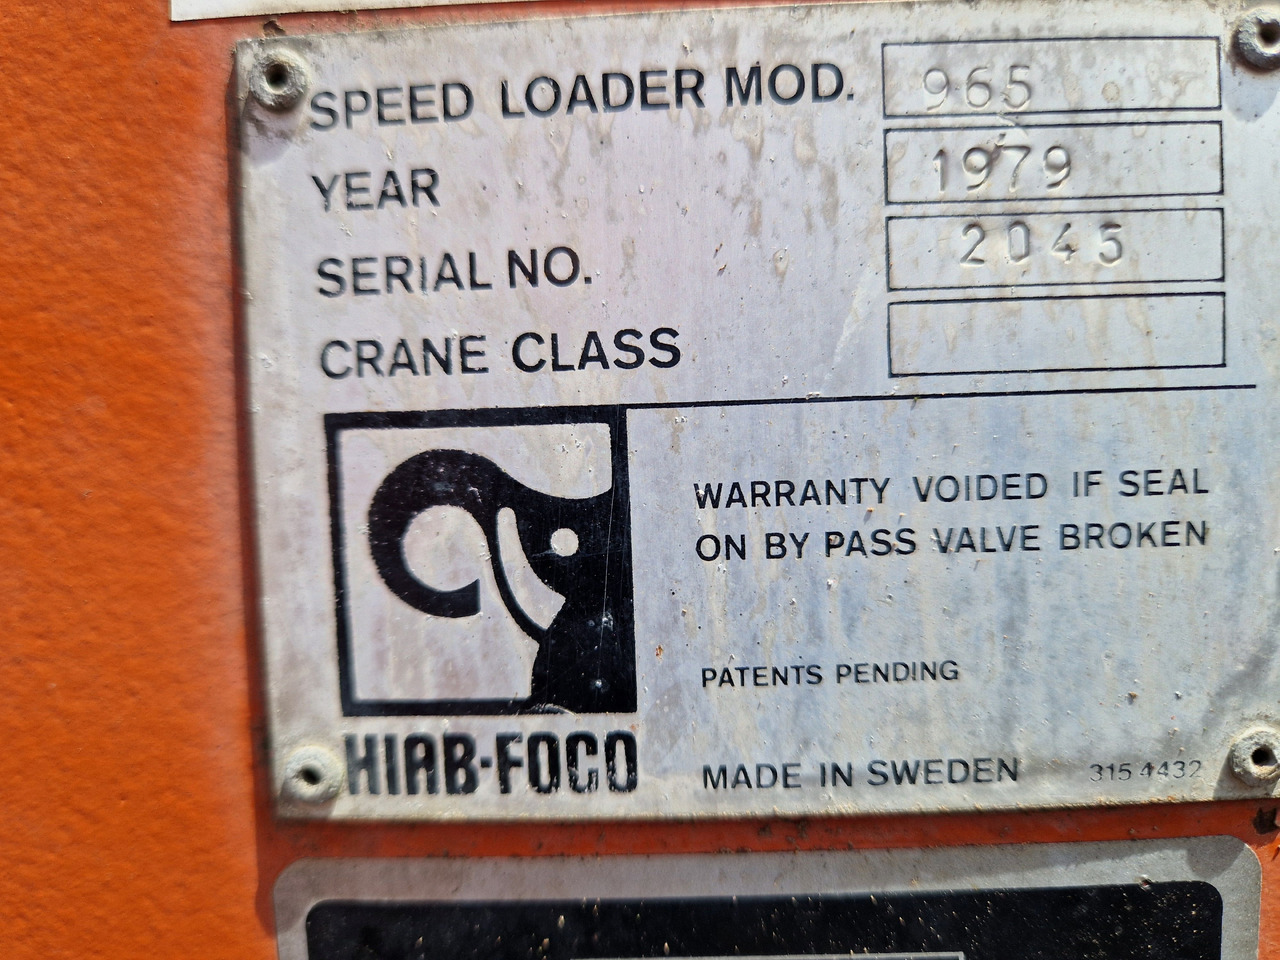 SPEED LOADER MOD. 965
YEAR 1979
SERIAL NO. 2045
CRANE CLASS
WARRANTY VOIDED IF SEAL
ON BY PASS VALVE BROKEN
PATENTS PENDING
HIAB-FOCO
MADE IN SWEDEN 315 4432